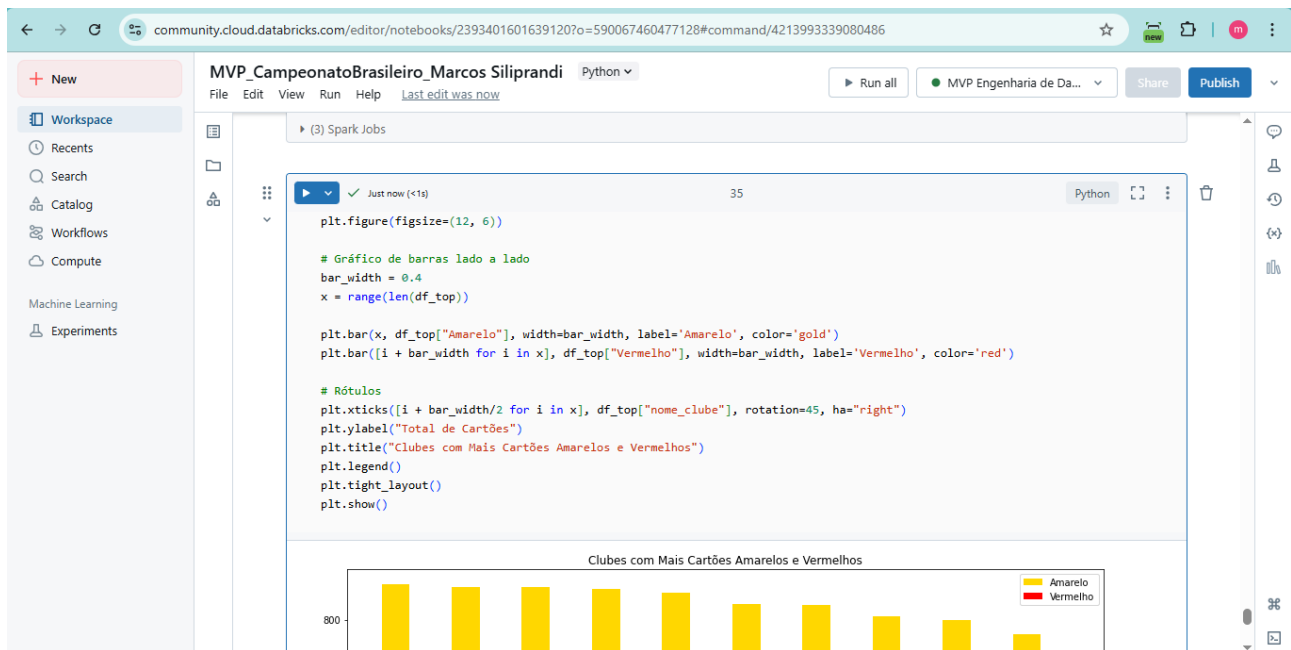 community.cloud.databricks.com/editor/notebooks/2393401601639120?o=590067460477128#command/4213993339080486
new
m
New
Workspace
Recents
Search
Catalog
Workflows
Compute
Machine Learning
Experiments
MVP_CampeonatoBrasileiro_Marcos Siliprandi
Python
File Edit View Run Help Last edit was now
Run all
MVP Engenharia de Da...
Share
Publish
(3) Spark Jobs
Just now (<1s)
35
Python
plt.figure(figsize=(12, 6))
# Gráfico de barras lado a lado
bar_width = 0.4
x = range(len(df_top))
plt.bar(x, df_top["Amarelo"], width=bar_width, label='Amarelo', color='gold')
plt.bar([i + bar_width for i in x], df_top["Vermelho"], width=bar_width, label='Vermelho', color='red')
# Rótulos
plt.xticks([i + bar_width/2 for i in x], df_top["nome_clube"], rotation=45, ha="right")
plt.ylabel("Total de Cartões")
plt.title("Clubes com Mais Cartões Amarelos e Vermelhos")
plt.legend()
plt.tight_layout()
plt.show()
Clubes com Mais Cartões Amarelos e Vermelhos
Amarelo
Vermelho
800